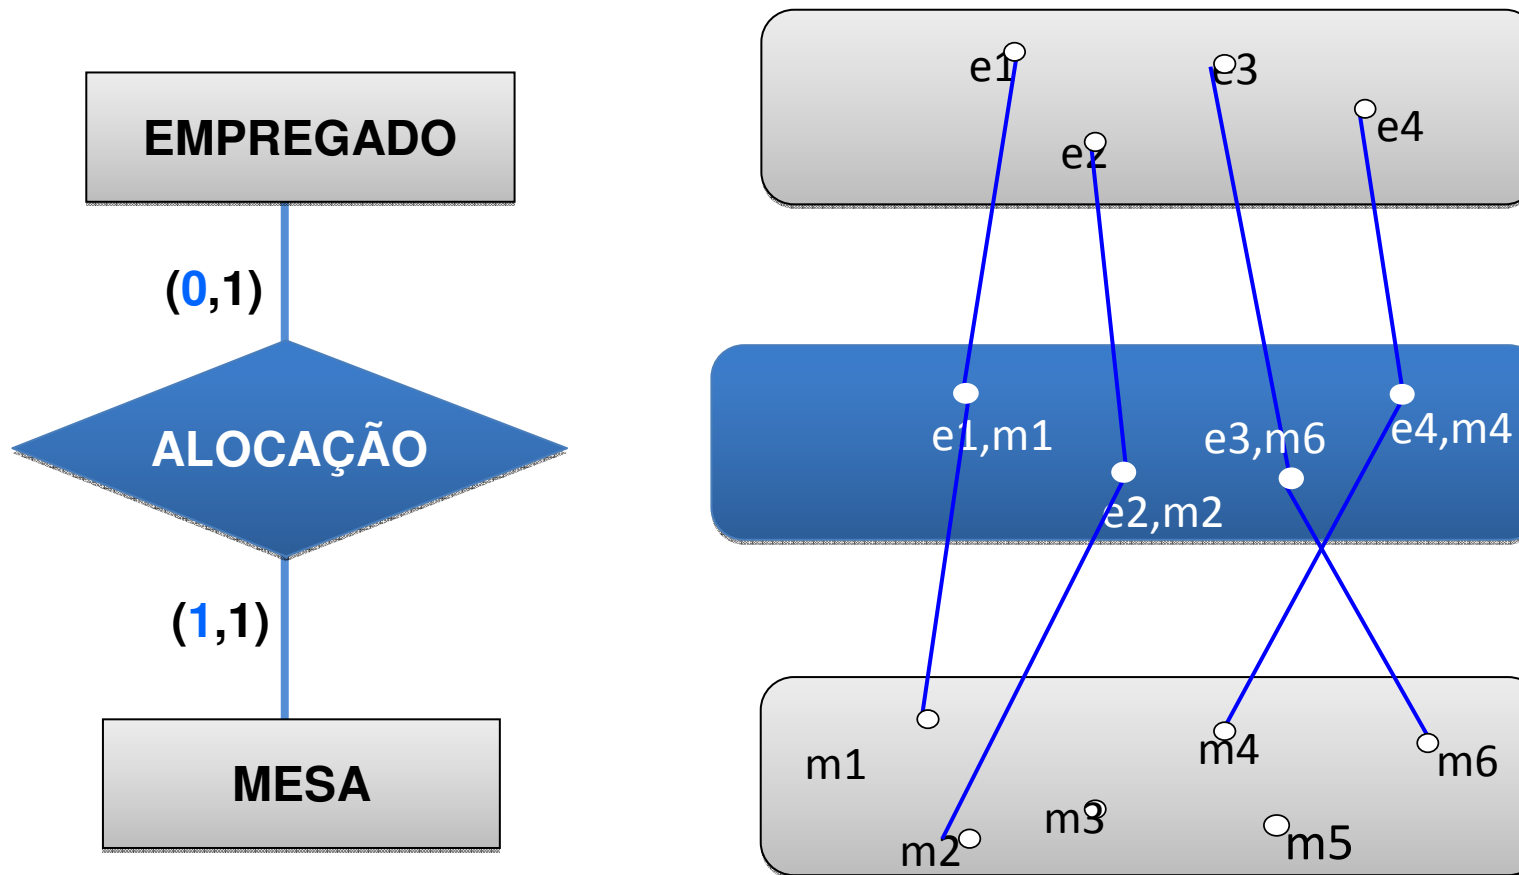 EMPREGADO
(0,1)
ALOCAÇÃO
(1,1)
MESA
e1
e3
e2
e4
e1,m1
e3,m6
e4,m4
e2,m2
m1
m4
m6
m3
m2
m5